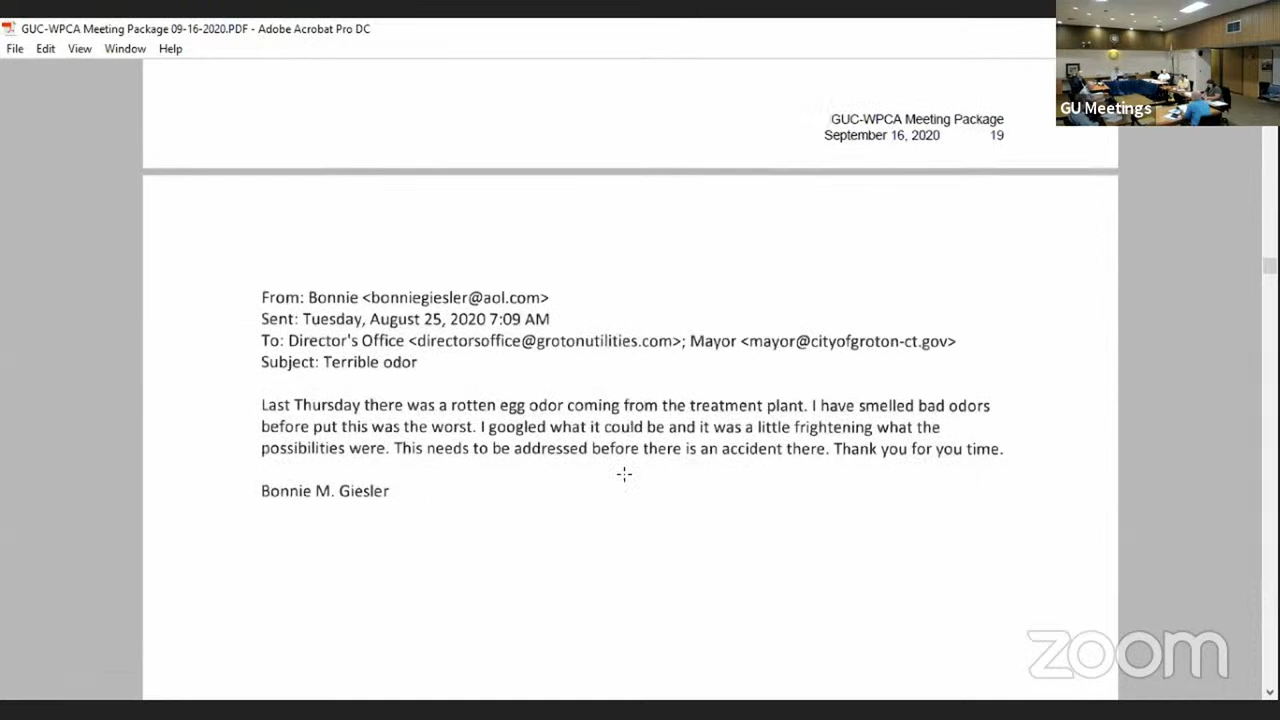 GUC-WPCA Meeting Package 09-16-2020.PDF - Adobe Acrobat Pro DC
File Edit View Window Help
GU Meetings
GUC-WPCA Meeting Package
September 16, 2020 19
From: Bonnie <bonniegiesler@aol.com>
Sent: Tuesday, August 25, 2020 7:09 AM
To: Director's Office <directorsoffice@grotonutilities.com>; Mayor <mayor@cityofgroton-ct.gov>
Subject: Terrible odor
Last Thursday there was a rotten egg odor coming from the treatment plant. I have smelled bad odors
before put this was the worst. I googled what it could be and it was a little frightening what the
possibilities were. This needs to be addressed before there is an accident there. Thank you for you time.
Bonnie M. Giesler
zoom